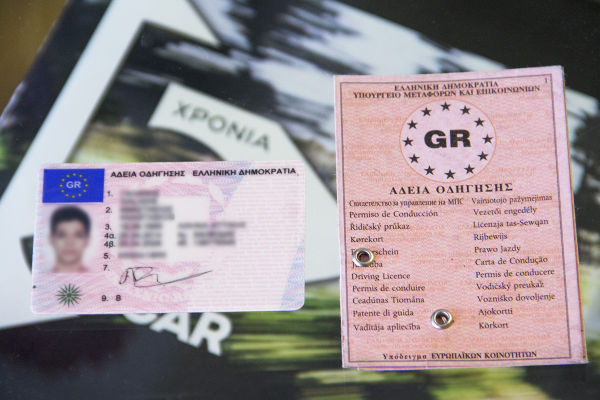 ΧΡΟΝΙΑ
CAR
GR
ΑΔΕΙΑ ΟΔΗΓΗΣΗΣ ΕΛΛΗΝΙΚΗ ΔΗΜΟΚΡΑΤΙΑ
1.
2.
3.
4α.
4β.
5.
7.
9. B
1
ΕΛΛΗΝΙΚΗ ΔΗΜΟΚΡΑΤΙΑ
ΥΠΟΥΡΓΕΙΟ ΜΕΤΑΦΟΡΩΝ ΚΑΙ ΕΠΙΚΟΙΝΩΝΙΩΝ
GR
ΑΔΕΙΑ ΟΔΗΓΗΣΗΣ
Свидетелство за управление на МПС
Permiso de Conducción
Ridičský průkaz
Kørekort
Driving Licence
Permis de conduire
Ceadúnas Tiomána
Patente di guida
Vadītāja apliecība
Vairuotojo pažymėjimas
Vezetői engedély
Licenzja tas-Sewqan
Rijbewijs
Prawo Jazdy
Carta de Condução
Permis de conducere
Vodičský preukaz
Vozniško dovoljenje
Ajokortti
Körkort
Υπόδειγμα ΕΥΡΩΠΑΪΚΩΝ ΚΟΙΝΟΤΗΤΩΝ